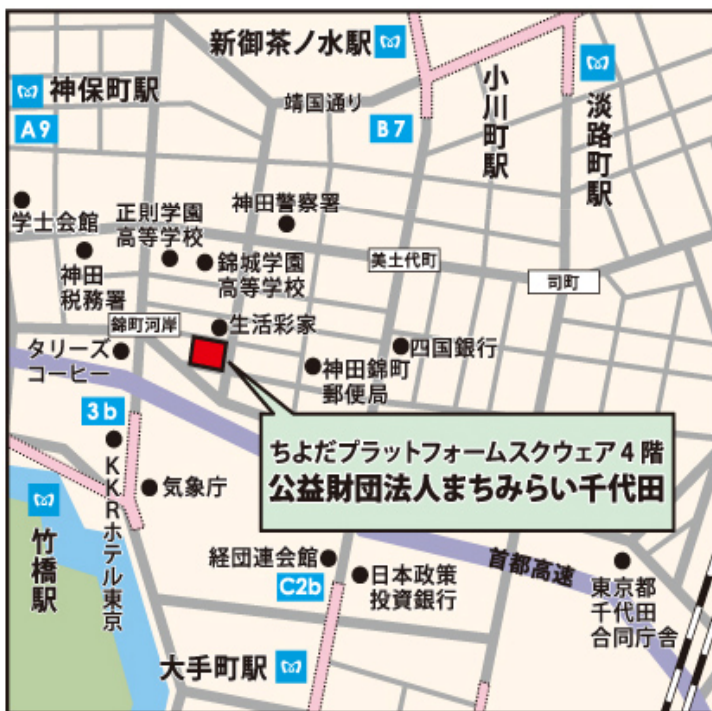 新御茶ノ水駅
神保町駅
A9
靖国通り
B7
小川町駅
淡路町駅
学士会館
正則学園
高等学校
神田警察署
神田
税務署
錦城学園
高等学校
美土代町
司町
錦町河岸
生活彩家
タリーズ
コーヒー
四国銀行
神田錦町
郵便局
3b
ちよだプラットフォームスクウェア4階
公益財団法人まちみらい千代田
KKRホテル東京
気象庁
竹橋駅
経団連会館
C2b
日本政策
投資銀行
首都高速
東京都
千代田
合同庁舎
大手町駅